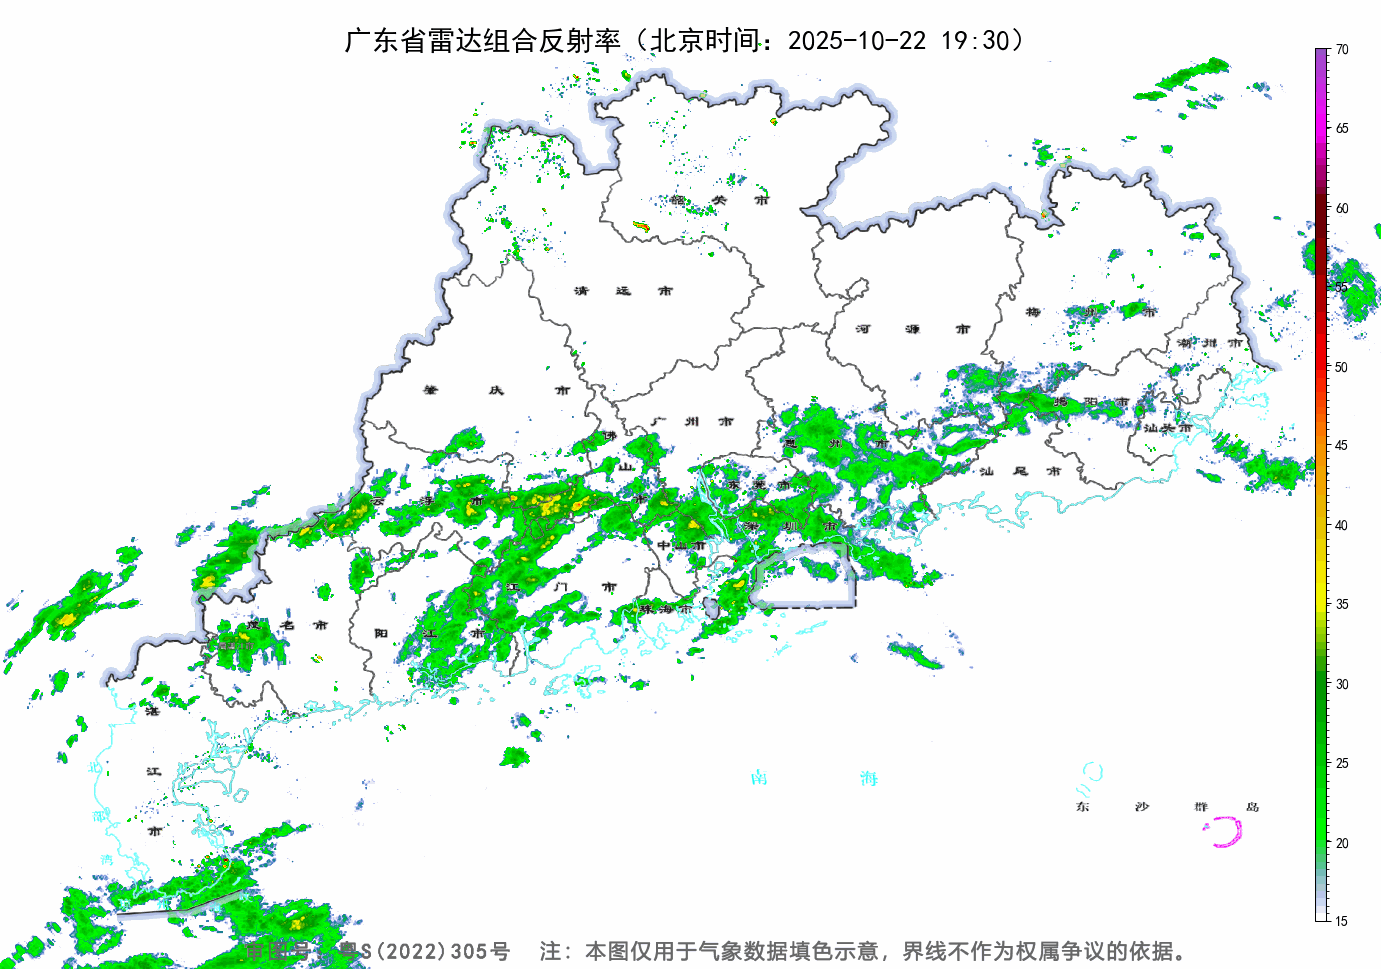 广东省雷达组合反射率（北京时间：2025-10-22 19:30）
70
65
韶关市
60
清远市
55
梅州市
河源市
潮州市
50
肇庆市
揭阳市
广州市
汕头市
佛山市
惠州市
45
汕尾市
东莞市
云浮市
深圳市
40
中山市
江门市
35
珠海市
茂名市
阳江市
30
湛江市
25
南海
东沙群岛
20
北部湾
15
审图号：粤S(2022)305号 注：本图仅用于气象数据填色示意，界线不作为权属争议的依据。